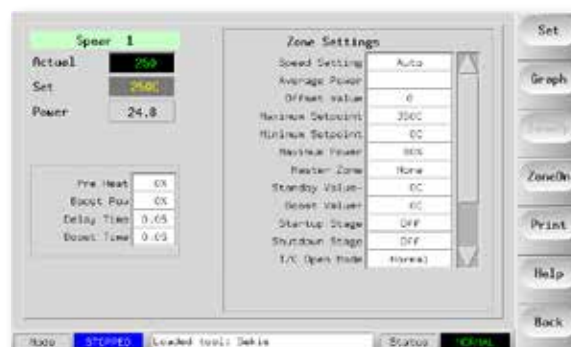 Spear 1
Actual 250
Set 250C
Power 24.8
Pre Heat 0%
Boost Pow 0%
Delay Time 0.0S
Boost Time 0.0S
Zone Settings
Speed Setting Auto
Average Power
Offset value 0
Maximum Setpoint 350C
Minimum Setpoint 0C
Maximum Power 80%
Master Zone None
Standby Value- 0C
Boost Value+ 0C
Startup Stage OFF
Shutdown Stage OFF
T/C Open Mode Normal
Set
Graph
ZoneOn
Print
Help
Back
Mode STOPPED Loaded tool: Status NORMAL